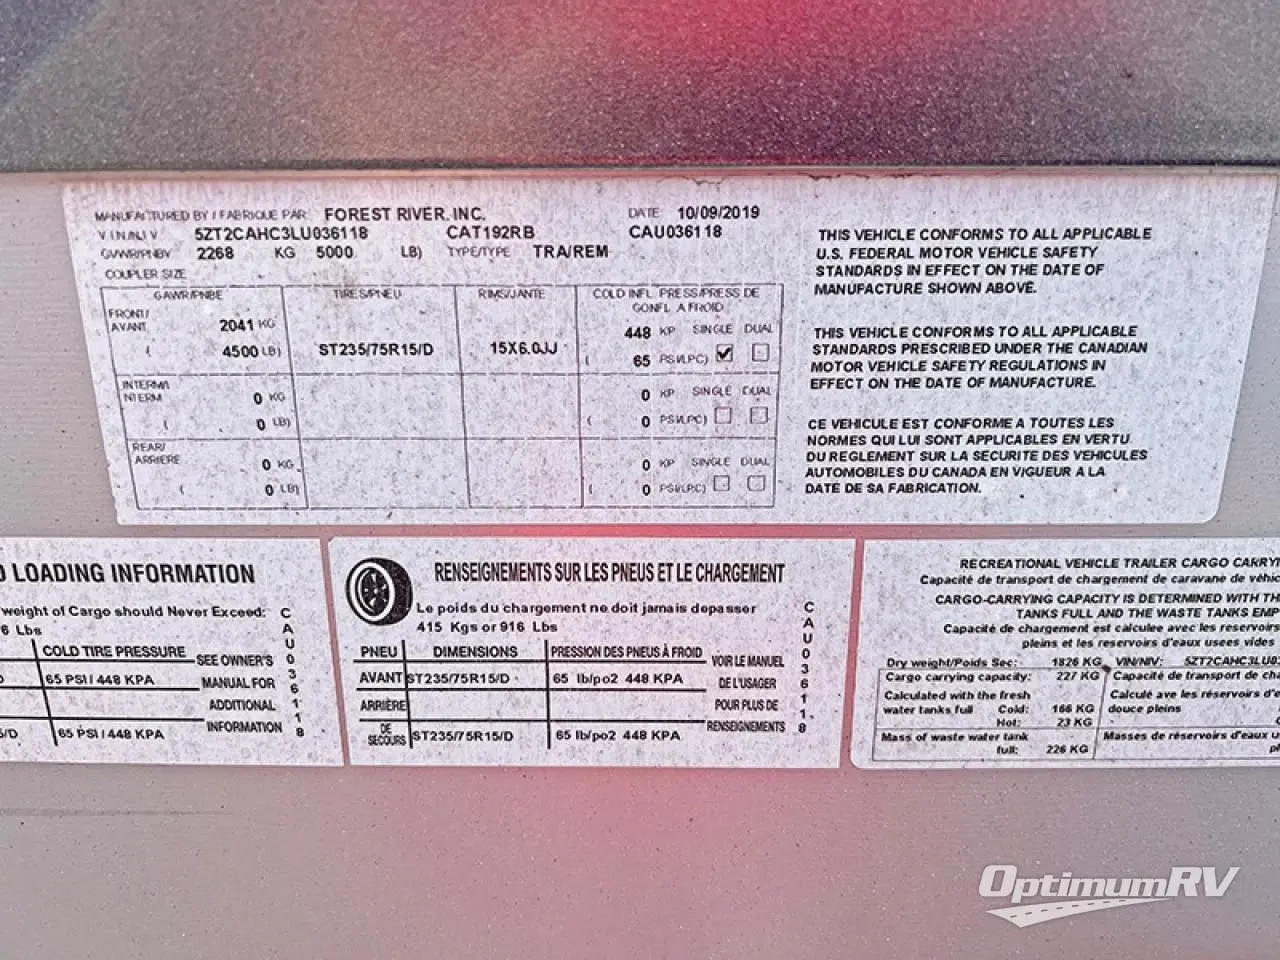 MANUFACTURED BY / FABRIQUE PAR: FOREST RIVER, INC. DATE 10/09/2019
V I N / N I V 5ZT2CAHC3LU036118 CAT192RB CAU036118
GVWR/PNBV 2268 KG 5000 LB) TYPE/TYPE TRA/REM
COUPLER SIZE
GAWR/PNBE TIRES/PNEU RIMS/JANTE COLD INFL. PRESS/PRESS DE
GONFL A FROID
FRONT/
AVANT 2041 KG 448 KP SINGLE DUAL
( 4500 LB) ST235/75R15/D 15X6.0JJ ( 65 PSI/LPC)
INTERM/
INTERM 0 KG 0 KP SINGLE DUAL
( 0 LB) ( 0 PSI/LPC)
REAR/
ARRIERE 0 KG 0 KP SINGLE DUAL
( 0 LB) ( 0 PSI/LPC)
THIS VEHICLE CONFORMS TO ALL APPLICABLE
U.S. FEDERAL MOTOR VEHICLE SAFETY
STANDARDS IN EFFECT ON THE DATE OF
MANUFACTURE SHOWN ABOVE.
THIS VEHICLE CONFORMS TO ALL APPLICABLE
STANDARDS PRESCRIBED UNDER THE CANADIAN
MOTOR VEHICLE SAFETY REGULATIONS IN
EFFECT ON THE DATE OF MANUFACTURE.
CE VEHICULE EST CONFORME A TOUTES LES
NORMES QUI LUI SONT APPLICABLES EN VERTU
DU REGLEMENT SUR LA SECURITE DES VEHICULES
AUTOMOBILES DU CANADA EN VIGUEUR A LA
DATE DE SA FABRICATION.
LOADING INFORMATION
weight of Cargo should Never Exceed:
6 Lbs
COLD TIRE PRESSURE
65 PSI / 448 KPA
5/D 65 PSI / 448 KPA
SEE OWNER'S
MANUAL FOR
ADDITIONAL
INFORMATION
CAU036118
RENSEIGNEMENTS SUR LES PNEUS ET LE CHARGEMENT
Le poids du chargement ne doit jamais depasser
415 Kgs or 916 Lbs
PNEU DIMENSIONS PRESSION DES PNEUS À FROID
AVANT ST235/75R15/D 65 lb/po2 448 KPA
ARRIÈRE
DE
SECOURS ST235/75R15/D 65 lb/po2 448 KPA
VOIR LE MANUEL
DE L'USAGER
POUR PLUS DE
RENSEIGNEMENTS
CAU036118
RECREATIONAL VEHICLE TRAILER CARGO
Capacité de transport de chargement de caravane de
CARGO-CARRYING CAPACITY IS DETERMINED WITH
TANKS FULL AND THE WASTE TANKS
Capacité de chargement est calculee avec les reservoirs
pleins et les reservoirs d'eaux usees vides
Dry weight/Poids Sec: 1826 KG VIN/NIV: 5ZT2CAHC3LU03
Cargo carrying capacity: 227 KG Capacité de transport de
Calculated with the fresh Calculé ave les réservoirs
water tanks full Cold: 166 KG douce pleins
Hot: 23 KG
Mass of waste water tank Masses de réservoirs d'eaux
full: 226 KG
OptimumRV